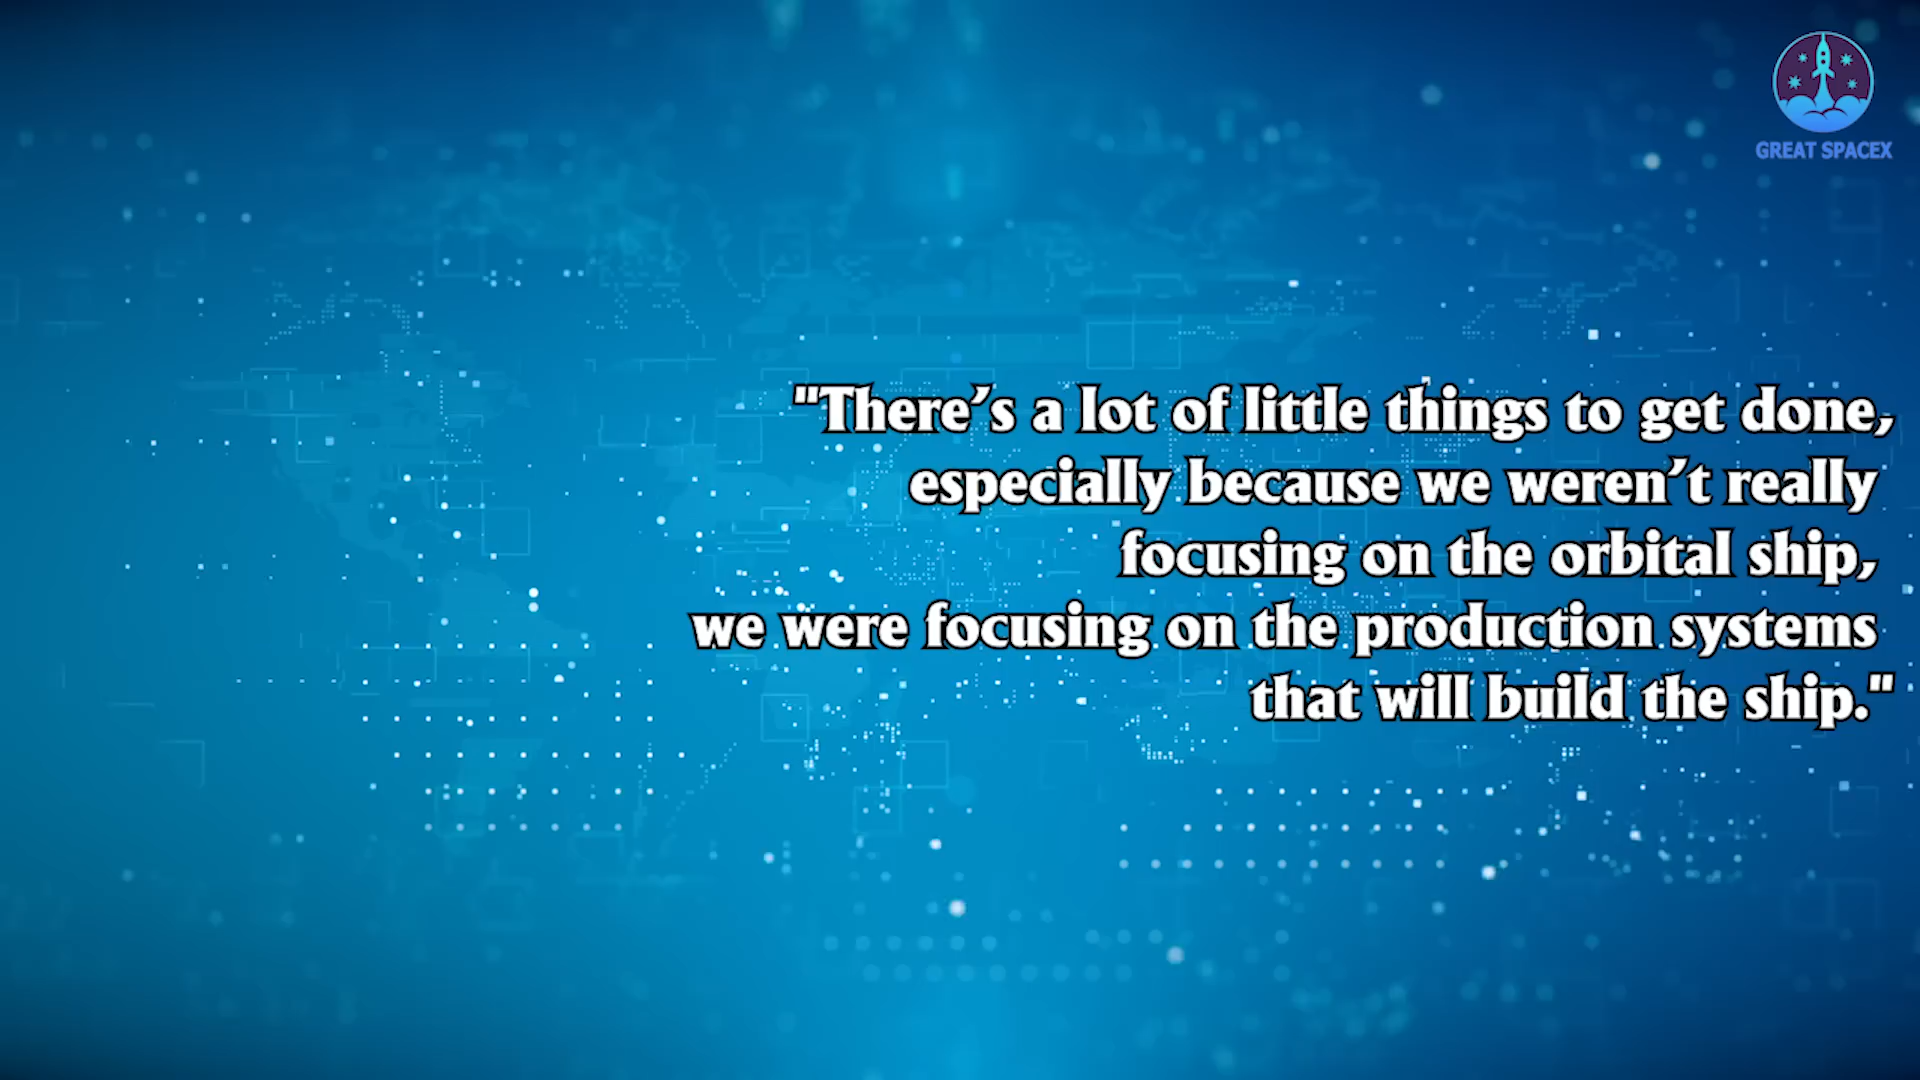 GREAT SPACEX
"There’s a lot of little things to get done,
especially because we weren’t really
focusing on the orbital ship,
we were focusing on the production systems
that will build the ship."